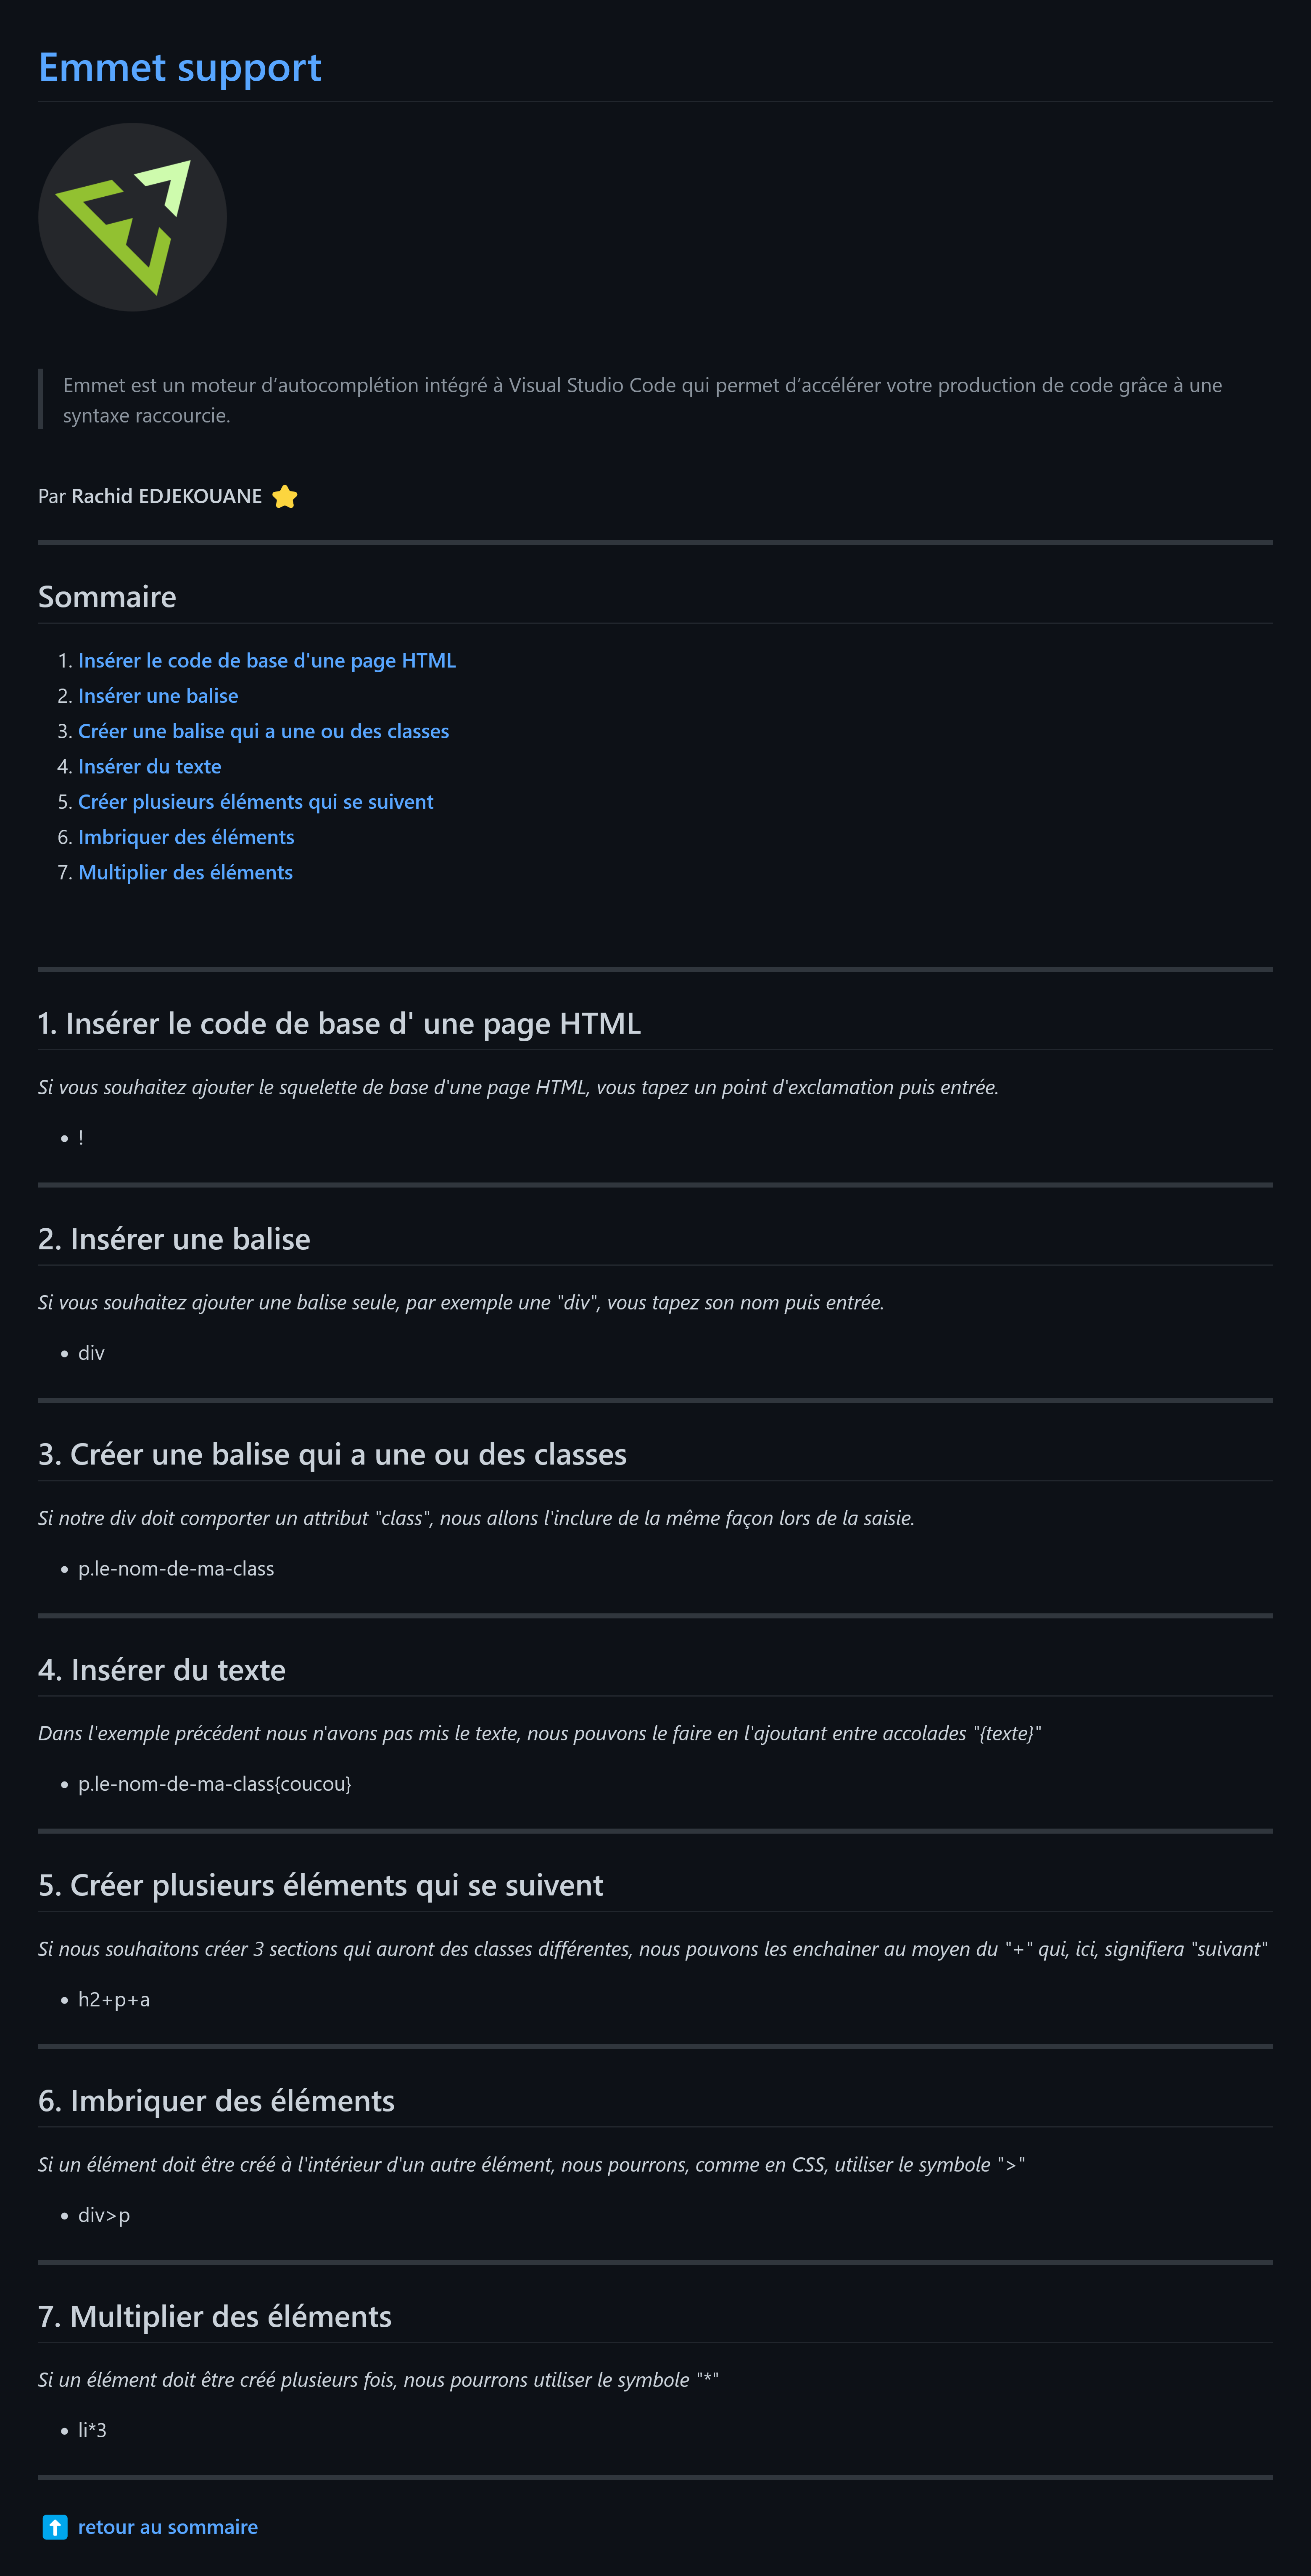 Emmet support
Emmet est un moteur d’autocomplétion intégré à Visual Studio Code qui permet d’accélérer votre production de code grâce à une
syntaxe raccourcie.
Par Rachid EDJEKOUANE ⭐
Sommaire
1. Insérer le code de base d'une page HTML
2. Insérer une balise
3. Créer une balise qui a une ou des classes
4. Insérer du texte
5. Créer plusieurs éléments qui se suivent
6. Imbriquer des éléments
7. Multiplier des éléments
1. Insérer le code de base d' une page HTML
Si vous souhaitez ajouter le squelette de base d'une page HTML, vous tapez un point d'exclamation puis entrée.
• !
2. Insérer une balise
Si vous souhaitez ajouter une balise seule, par exemple une "div", vous tapez son nom puis entrée.
• div
3. Créer une balise qui a une ou des classes
Si notre div doit comporter un attribut "class", nous allons l'inclure de la même façon lors de la saisie.
• p.le-nom-de-ma-class
4. Insérer du texte
Dans l'exemple précédent nous n'avons pas mis le texte, nous pouvons le faire en l'ajoutant entre accolades "{texte}"
• p.le-nom-de-ma-class{coucou}
5. Créer plusieurs éléments qui se suivent
Si nous souhaitons créer 3 sections qui auront des classes différentes, nous pouvons les enchainer au moyen du "+" qui, ici, signifiera "suivant"
• h2+p+a
6. Imbriquer des éléments
Si un élément doit être créé à l'intérieur d'un autre élément, nous pourrons, comme en CSS, utiliser le symbole ">"
• div>p
7. Multiplier des éléments
Si un élément doit être créé plusieurs fois, nous pourrons utiliser le symbole "*"
• li*3
⬆️ retour au sommaire